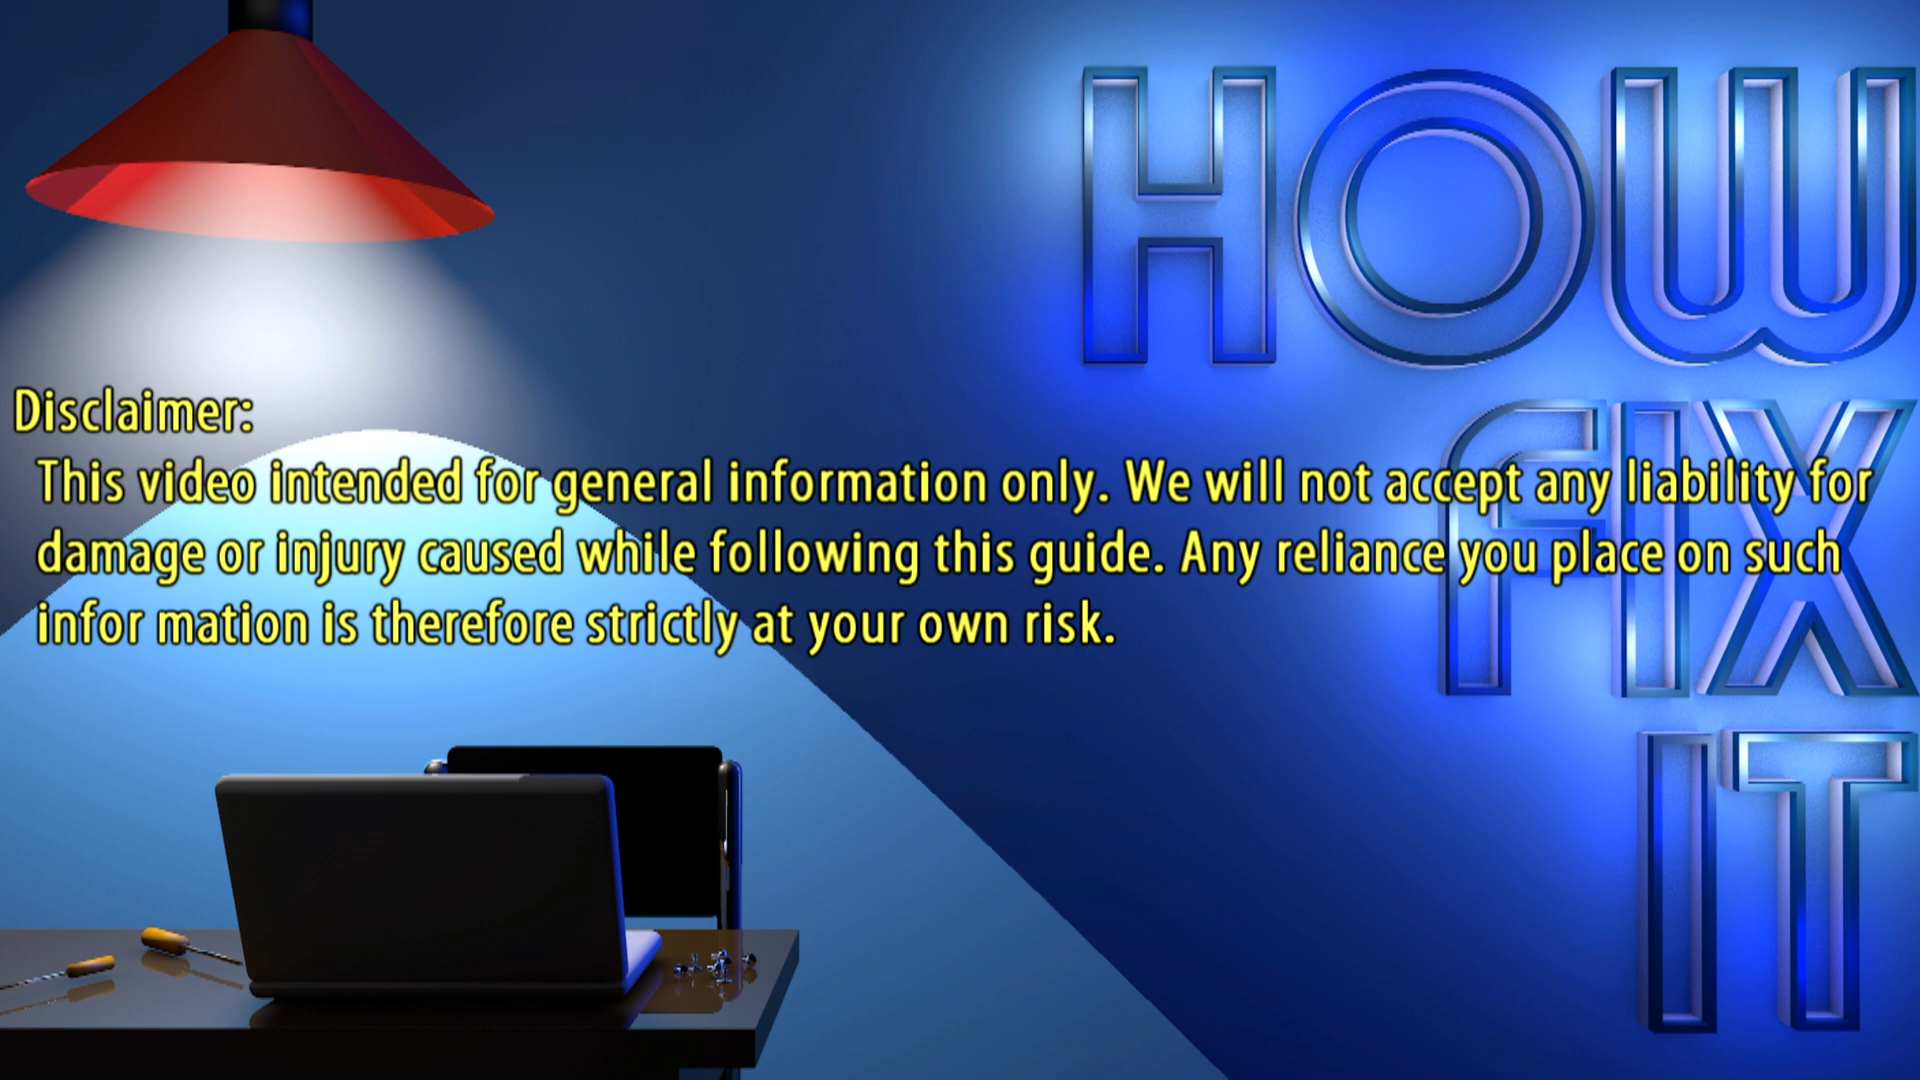 HOW
FIX
IT
Disclaimer:
This video intended for general information only. We will not accept any liability for
damage or injury caused while following this guide. Any reliance you place on such
infor mation is therefore strictly at your own risk.